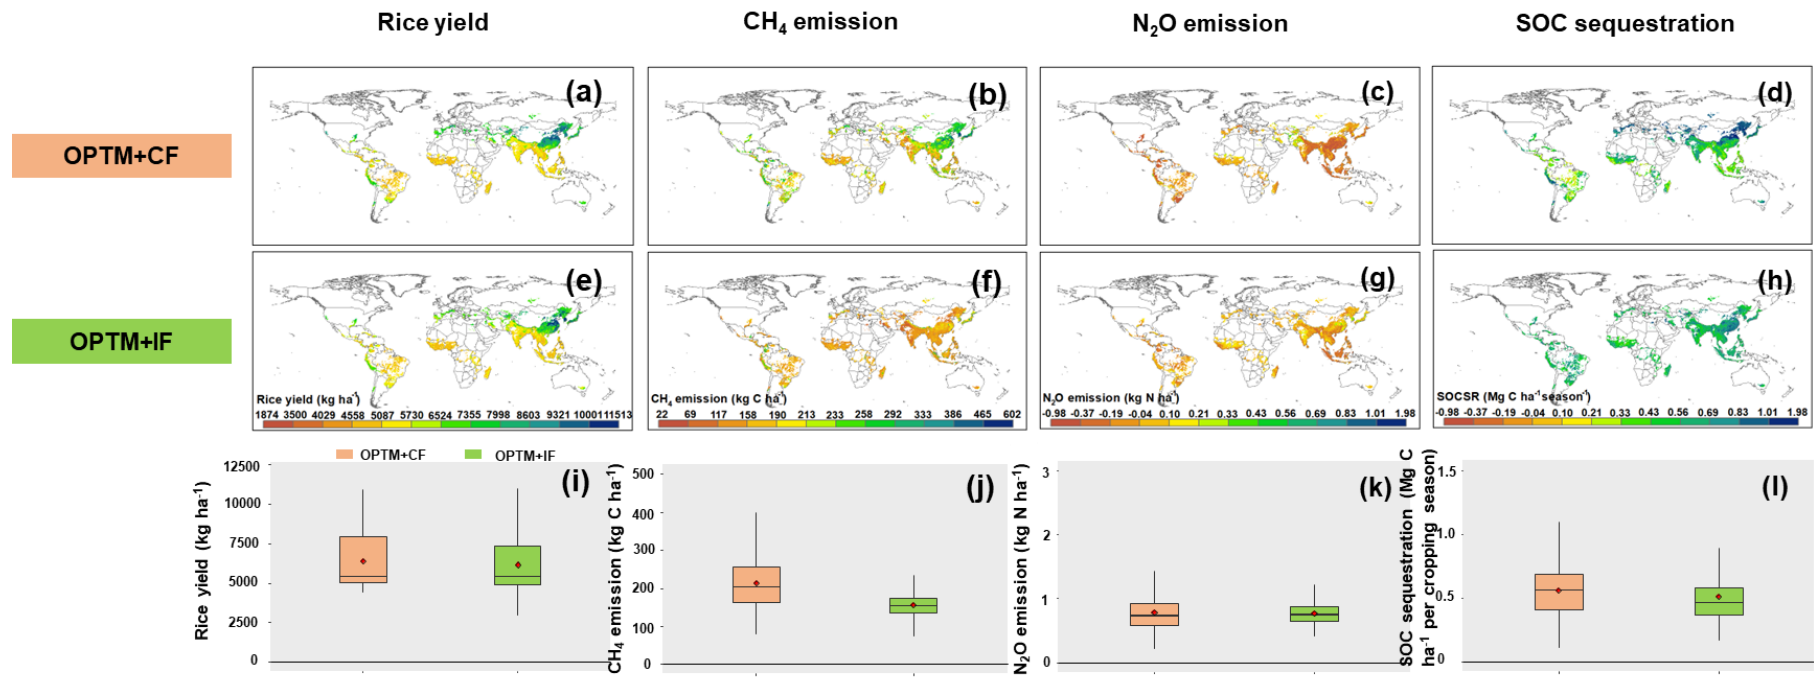 Rice yield
CH4 emission
N2O emission
SOC sequestration
OPTM+CF
(a)
(b)
(c)
(d)
OPTM+IF
(e)
(f)
(g)
(h)
Rice yield (kg ha-1)
1874 3500 4029 4558 5087 5730 6524 7355 7998 8603 9321 10001 11513
CH4 emission (kg C ha-1)
22 69 117 158 190 213 233 258 292 333 386 465 602
N2O emission (kg N ha-1)
-0.98 -0.37 -0.19 -0.04 0.10 0.21 0.33 0.43 0.56 0.69 0.83 1.01 1.98
SOCSR (Mg C ha-1season-1)
-0.98 -0.37 -0.19 -0.04 0.10 0.21 0.33 0.43 0.56 0.69 0.83 1.01 1.98
OPTM+CF
OPTM+IF
Rice yield (kg ha-1)
12500
10000
7500
5000
2500
0
(i)
CH4 emission (kg C ha-1)
500
400
300
200
100
0
(j)
N2O emission (kg N ha-1)
3
2
1
0
(k)
SOC sequestration (Mg C
ha-1 per cropping season)
1.5
1.0
0.5
0
(l)